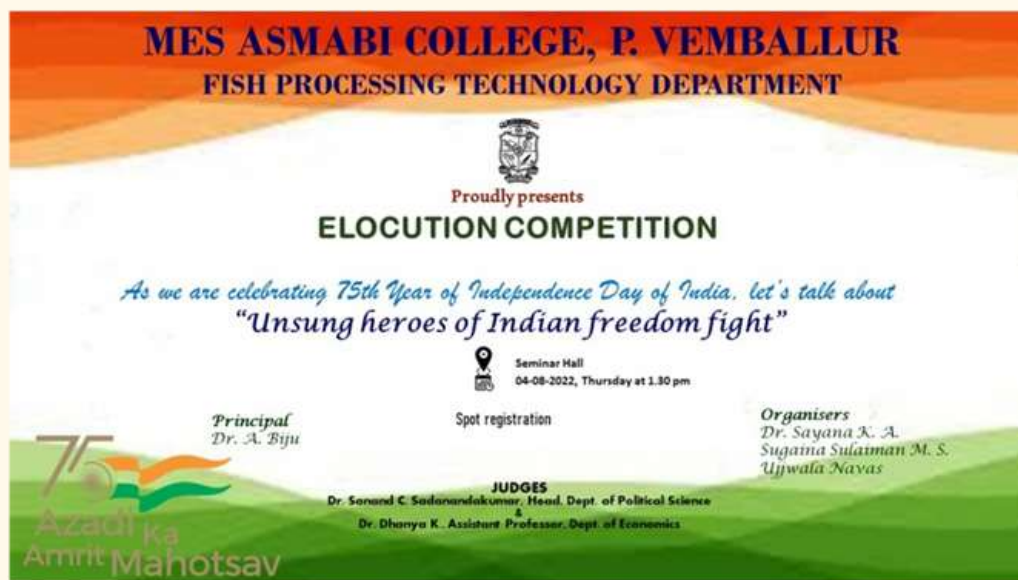 MES ASMABI COLLEGE, P. VEMBALLUR
FISH PROCESSING TECHNOLOGY DEPARTMENT
Proudly presents
ELOCUTION COMPETITION
As we are celebrating 75th Year of Independence Day of India, let's talk about
"Unsung heroes of Indian freedom fight"
Seminar Hall
04-08-2022, Thursday at 1.30 pm
Principal
Dr. A. Biju
Spot registration
Organisers
Dr. Sayana K. A.
Sugaina Sulaiman M. S.
Ujwala Navas
JUDGES
Dr. Sanand C. Sadanandakumar, Head, Dept. of Political Science
&
Dr. Dhanya K., Assistant Professor, Dept. of Economics
75
Azadi Ka
Amrit Mahotsav